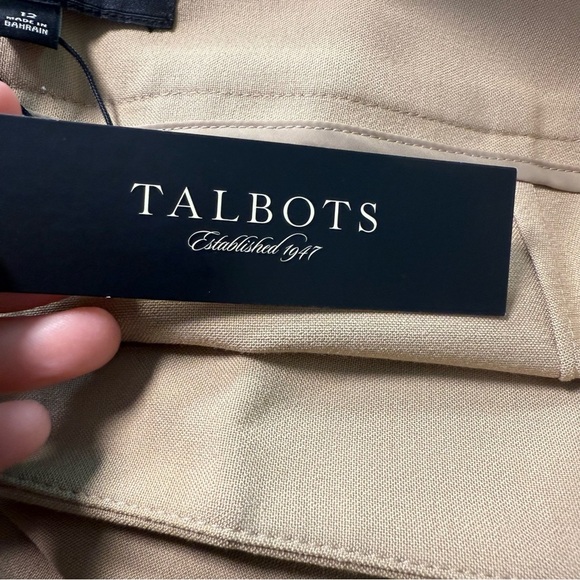 12
MADE IN
BAHRAIN
TALBOTS
Established 1947